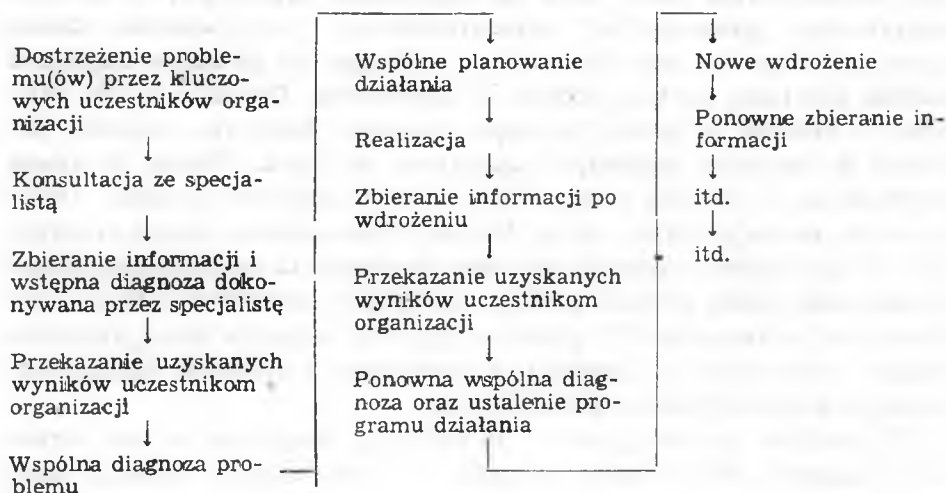 Dostrzeżenie proble-
mu(ów) przez kluczo-
wych uczestników orga-
nizacji
Konsultacja ze specja-
listą
Zbieranie informacji i
wstępna diagnoza doko-
nywana przez specjalistę
Przekazanie uzyskanych
wyników uczestnikom
organizacji
Wspólna diagnoza pro-
blemu
Wspólne planowanie
działania
Realizacja
Zbieranie informacji po
wdrożeniu
Przekazanie uzyskanych
wyników uczestnikom
organizacji
Ponowna wspólna diag-
noza oraz ustalenie pro-
gramu działania
Nowe wdrożenie
Ponowne zbieranie in-
formacji
itd.
itd.